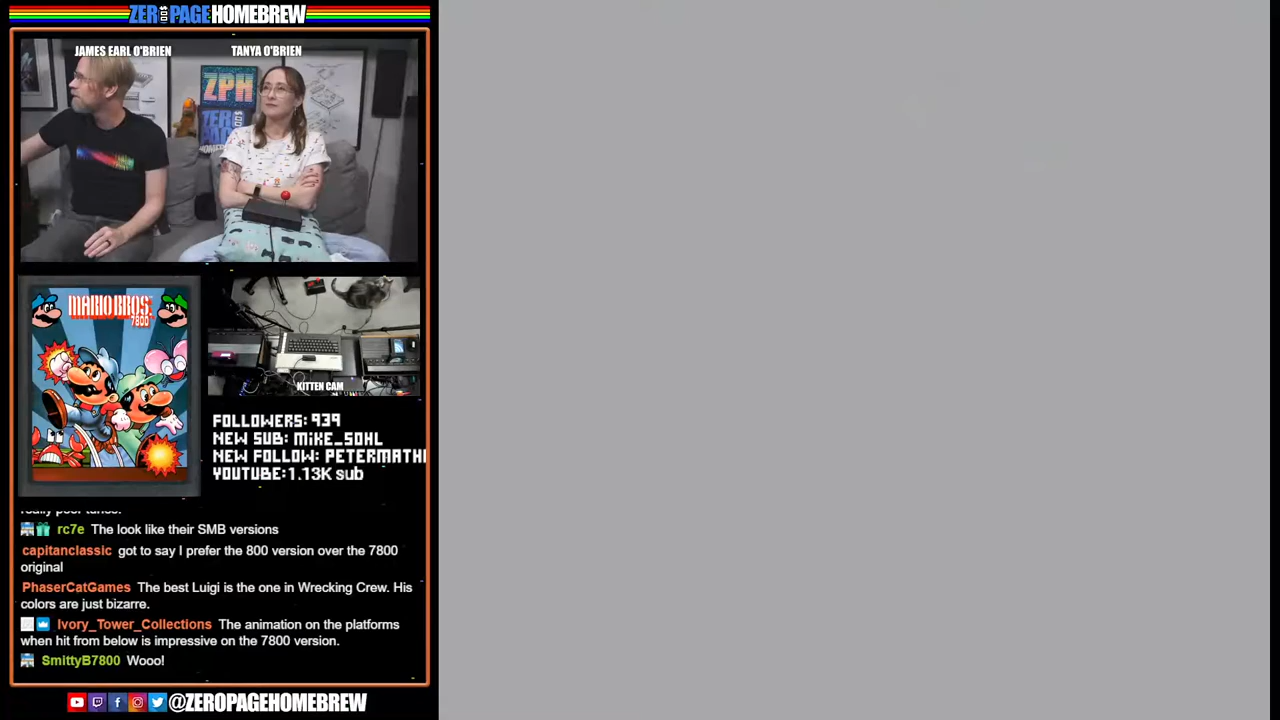 ZER PAGE HOMEBREW
JAMES EARL O'BRIEN
TANYA O'BRIEN
ZPH
ZERO
PAGE
MARIO BROS.
7800
KITTEN CAM
FOLLOWERS: 939
NEW SUB: MIKE_SOHL
NEW FOLLOW: PETERMATH
YOUTUBE:1.13K sub
rc7e The look like their SMB versions
capitanclassic got to say I prefer the 800 version over the 7800
original
PhaserCatGames The best Luigi is the one in Wrecking Crew. His
colors are just bizarre.
Ivory_Tower_Collections The animation on the platforms
when hit from below is impressive on the 7800 version.
SmittyB7800 Wooo!
@ZEROPAGEHOMEBREW